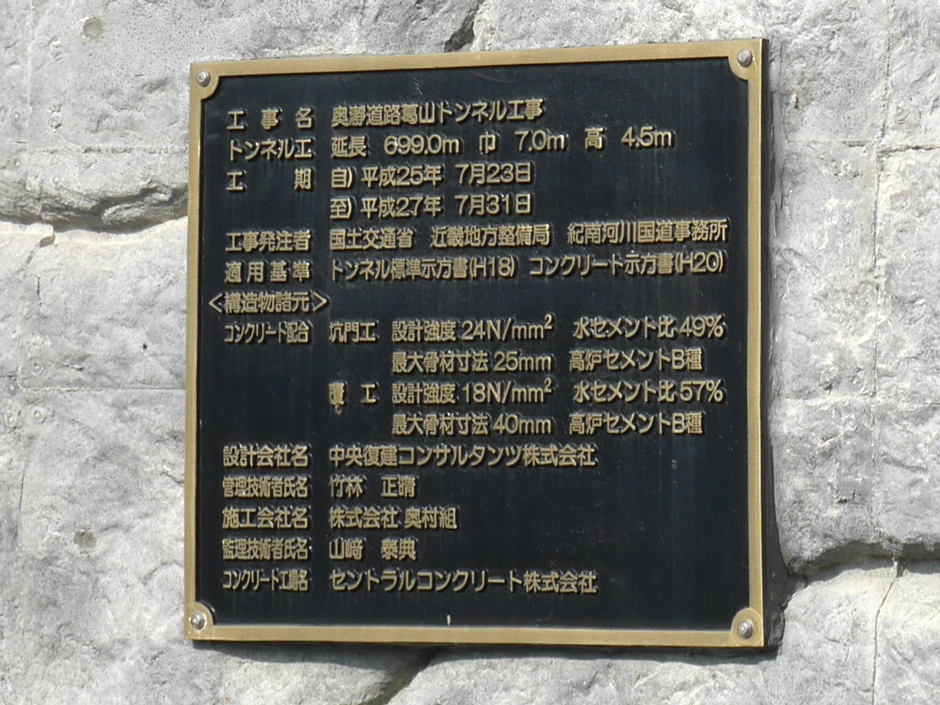 工事名 奥瀞道路葛山トンネル工事
トンネル工 延長 699.0m 巾 7.0m 高 4.5m
工期 自) 平成25年 7月23日
至) 平成27年 7月31日
工事発注者 国土交通省 近畿地方整備局 紀南河川国道事務所
適用基準 トンネル標準示方書(H18) コンクリート示方書(H20)
<構造物諸元>
コンクリート配合 坑門工 設計強度 24N/mm² 水セメント比 49%
最大骨材寸法 25mm 高炉セメントB種
覆工 設計強度 18N/mm² 水セメント比 57%
最大骨材寸法 40mm 高炉セメントB種
設計会社名 中央復建コンサルタンツ株式会社
管理技術者氏名 竹林 正晴
施工会社名 株式会社 奥村組
監理技術者氏名 山﨑 泰典
コンクリート工場名 セントラルコンクリート株式会社